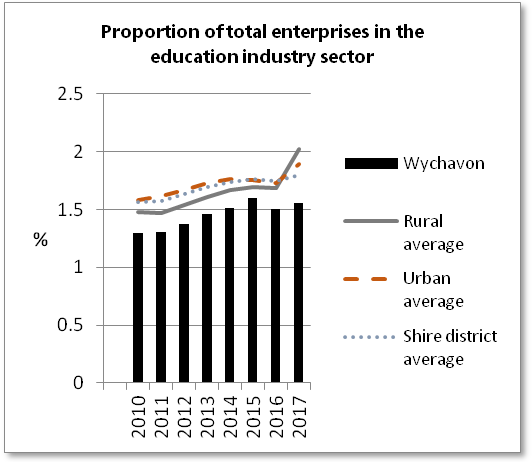 Proportion of total enterprises in the
education industry sector
2.5
2
1.5
1
0.5
0
%
2010
2011
2012
2013
2014
2015
2016
2017
Wychavon
Rural
average
Urban
average
Shire district
average